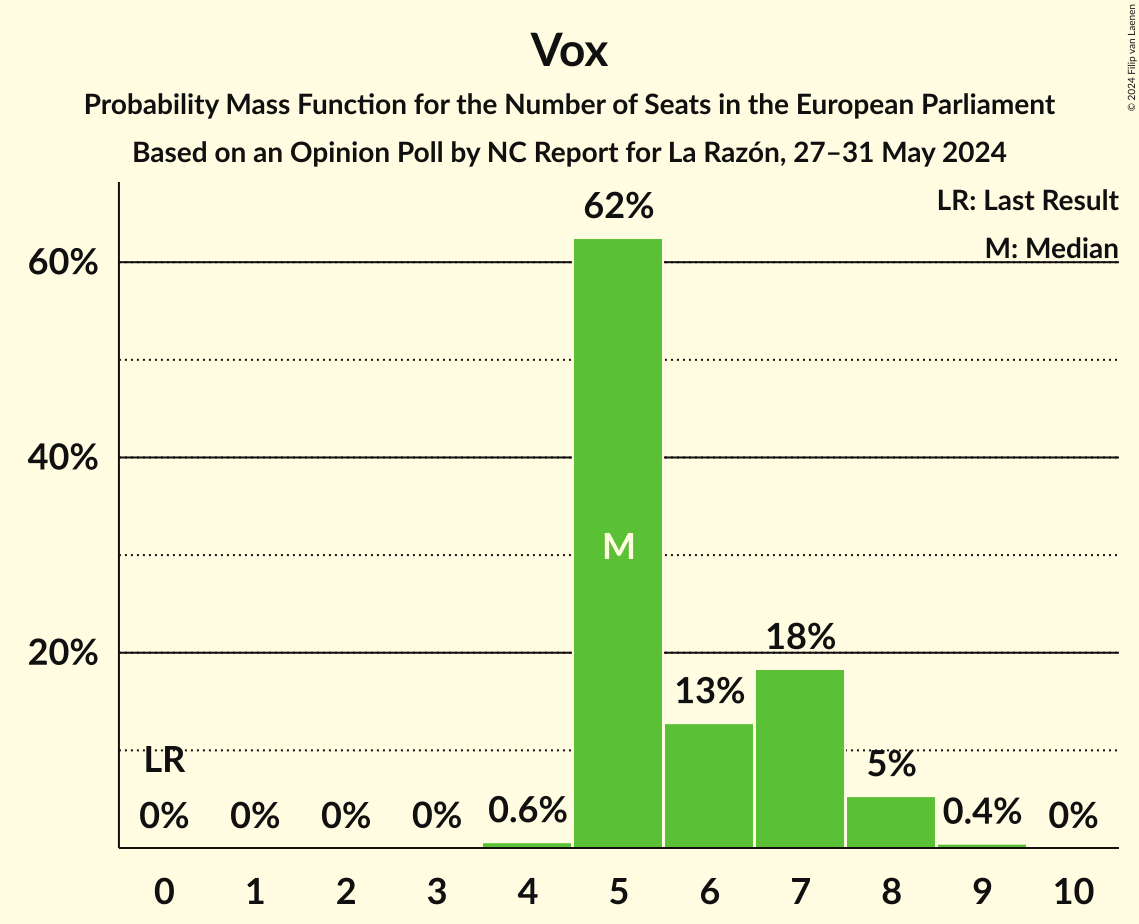 Vox
Probability Mass Function for the Number of Seats in the European Parliament
Based on an Opinion Poll by NC Report for La Razón, 27–31 May 2024
© 2024 Filip van Laenen
LR: Last Result
M: Median
60%
40%
20%
62%
M
18%
13%
5%
LR
0%
0%
0%
0%
0.6%
0.4%
0%
0 1 2 3 4 5 6 7 8 9 10